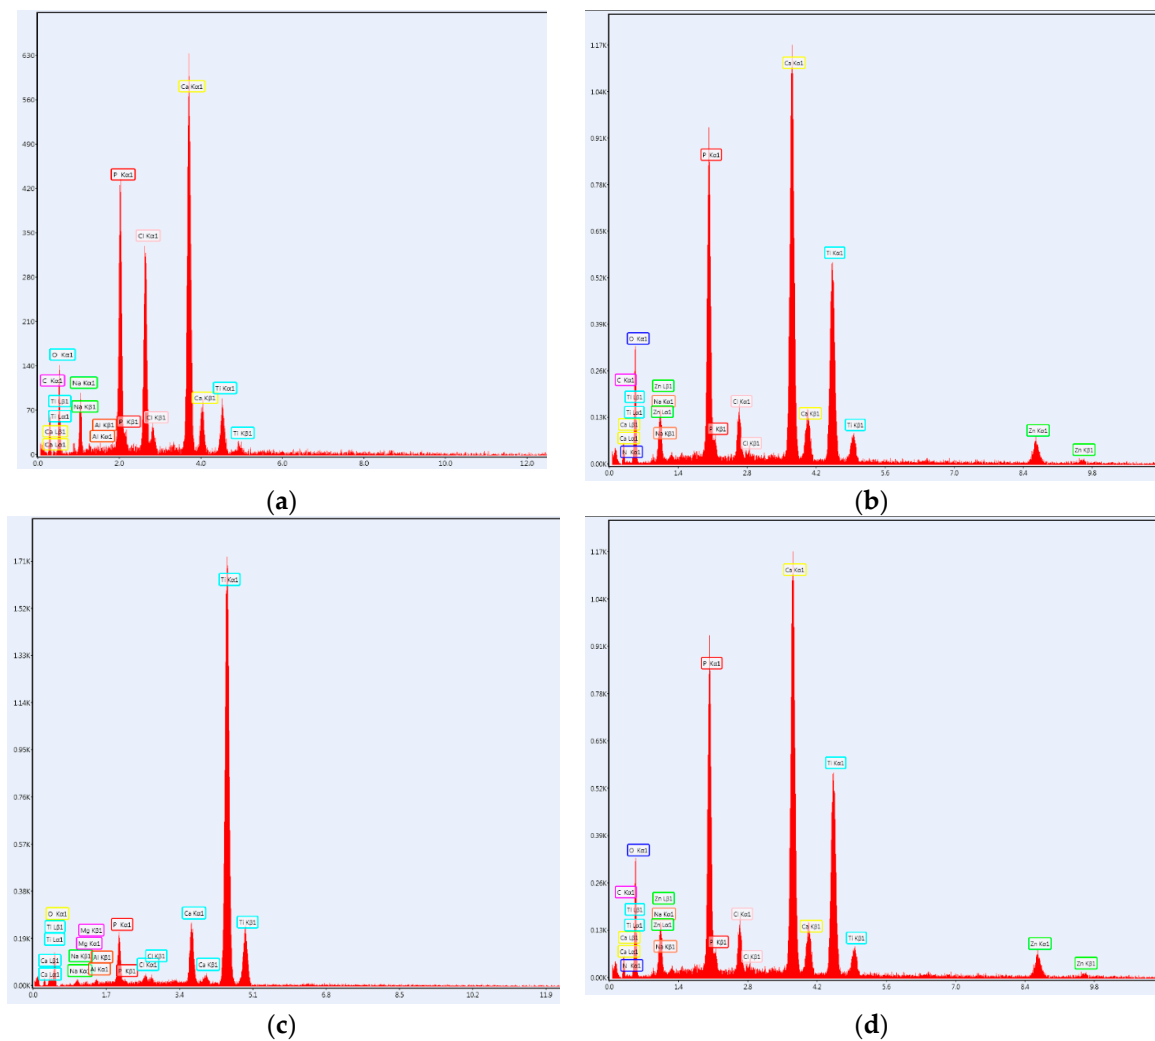 630
560
490
420
350
280
210
140
70
0
0.0 2.0 4.0 6.0 8.0 10.0 12.0
Ca Kα1
P Kα1
Cl Kα1
O Kα1
C Kα1
Na Kα1
Ti Lβ1
Na Kβ1
Ti Lα1
Ca Lβ1
Ca Lα1
Al Kβ1
Al Kα1
P Kβ1
Cl Kβ1
Ca Kβ1
Ti Kα1
Ti Kβ1
(a)
1.17K
1.04K
0.91K
0.78K
0.65K
0.52K
0.39K
0.26K
0.13K
0.00K
0.0 1.4 2.8 4.2 5.6 7.0 8.4 9.8
Ca Kα1
P Kα1
Ti Kα1
O Kα1
C Kα1
Zn Lβ1
Ti Lβ1
Na Kα1
Ti Lα1
Zn Lα1
Ca Lβ1
Na Kβ1
Ca Lα1
N Kα1
P Kβ1
Cl Kα1
Cl Kβ1
Ca Kβ1
Ti Kβ1
Zn Kα1
Zn Kβ1
(b)
1.71K
1.52K
1.33K
1.14K
0.95K
0.76K
0.57K
0.38K
0.19K
0.00K
0.0 1.7 3.4 5.1 6.8 8.5 10.2 11.9
Ti Kα1
O Kα1
Ti Lβ1
Ti Lα1
Ca Lβ1
Ca Lα1
Mg Kβ1
Mg Kα1
Na Kβ1
Na Kα1
Al Kβ1
Al Kα1
P Kα1
P Kβ1
Cl Kβ1
Cl Kα1
Ca Kα1
Ca Kβ1
Ti Kβ1
(c)
1.17K
1.04K
0.91K
0.78K
0.65K
0.52K
0.39K
0.26K
0.13K
0.00K
0.0 1.4 2.8 4.2 5.6 7.0 8.4 9.8
Ca Kα1
P Kα1
Ti Kα1
O Kα1
C Kα1
Zn Lβ1
Ti Lβ1
Na Kα1
Ti Lα1
Zn Lα1
Ca Lβ1
Na Kβ1
Ca Lα1
N Kα1
P Kβ1
Cl Kα1
Cl Kβ1
Ca Kβ1
Ti Kβ1
Zn Kα1
Zn Kβ1
(d)